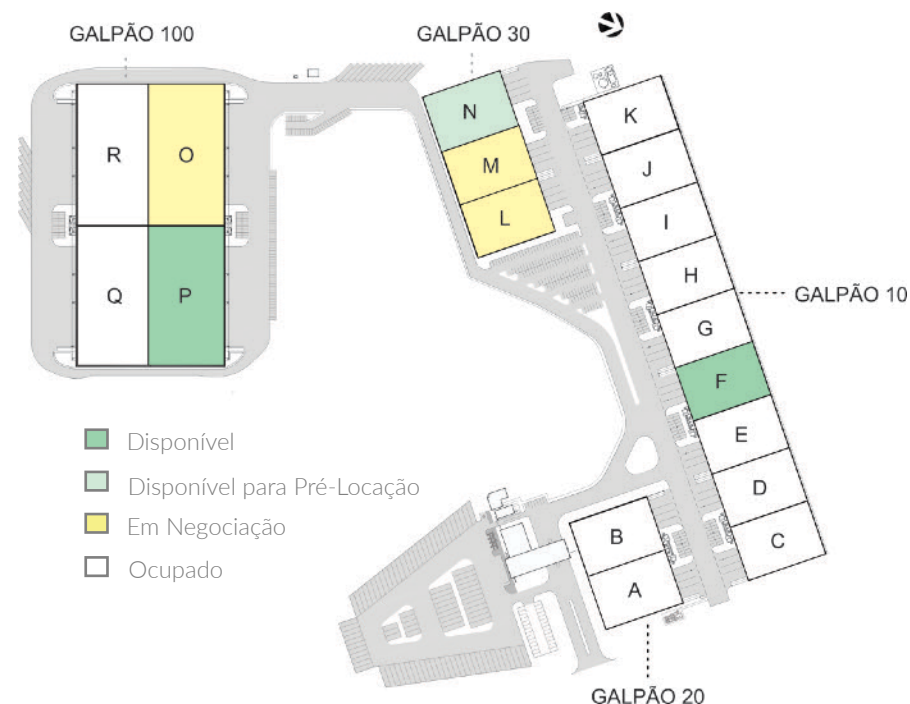 GALPÃO 100
GALPÃO 30
R
O
Q
P
N
M
L
K
J
I
H
G
F
E
D
C
GALPÃO 10
B
A
GALPÃO 20
Disponível
Disponível para Pré-Locação
Em Negociação
Ocupado